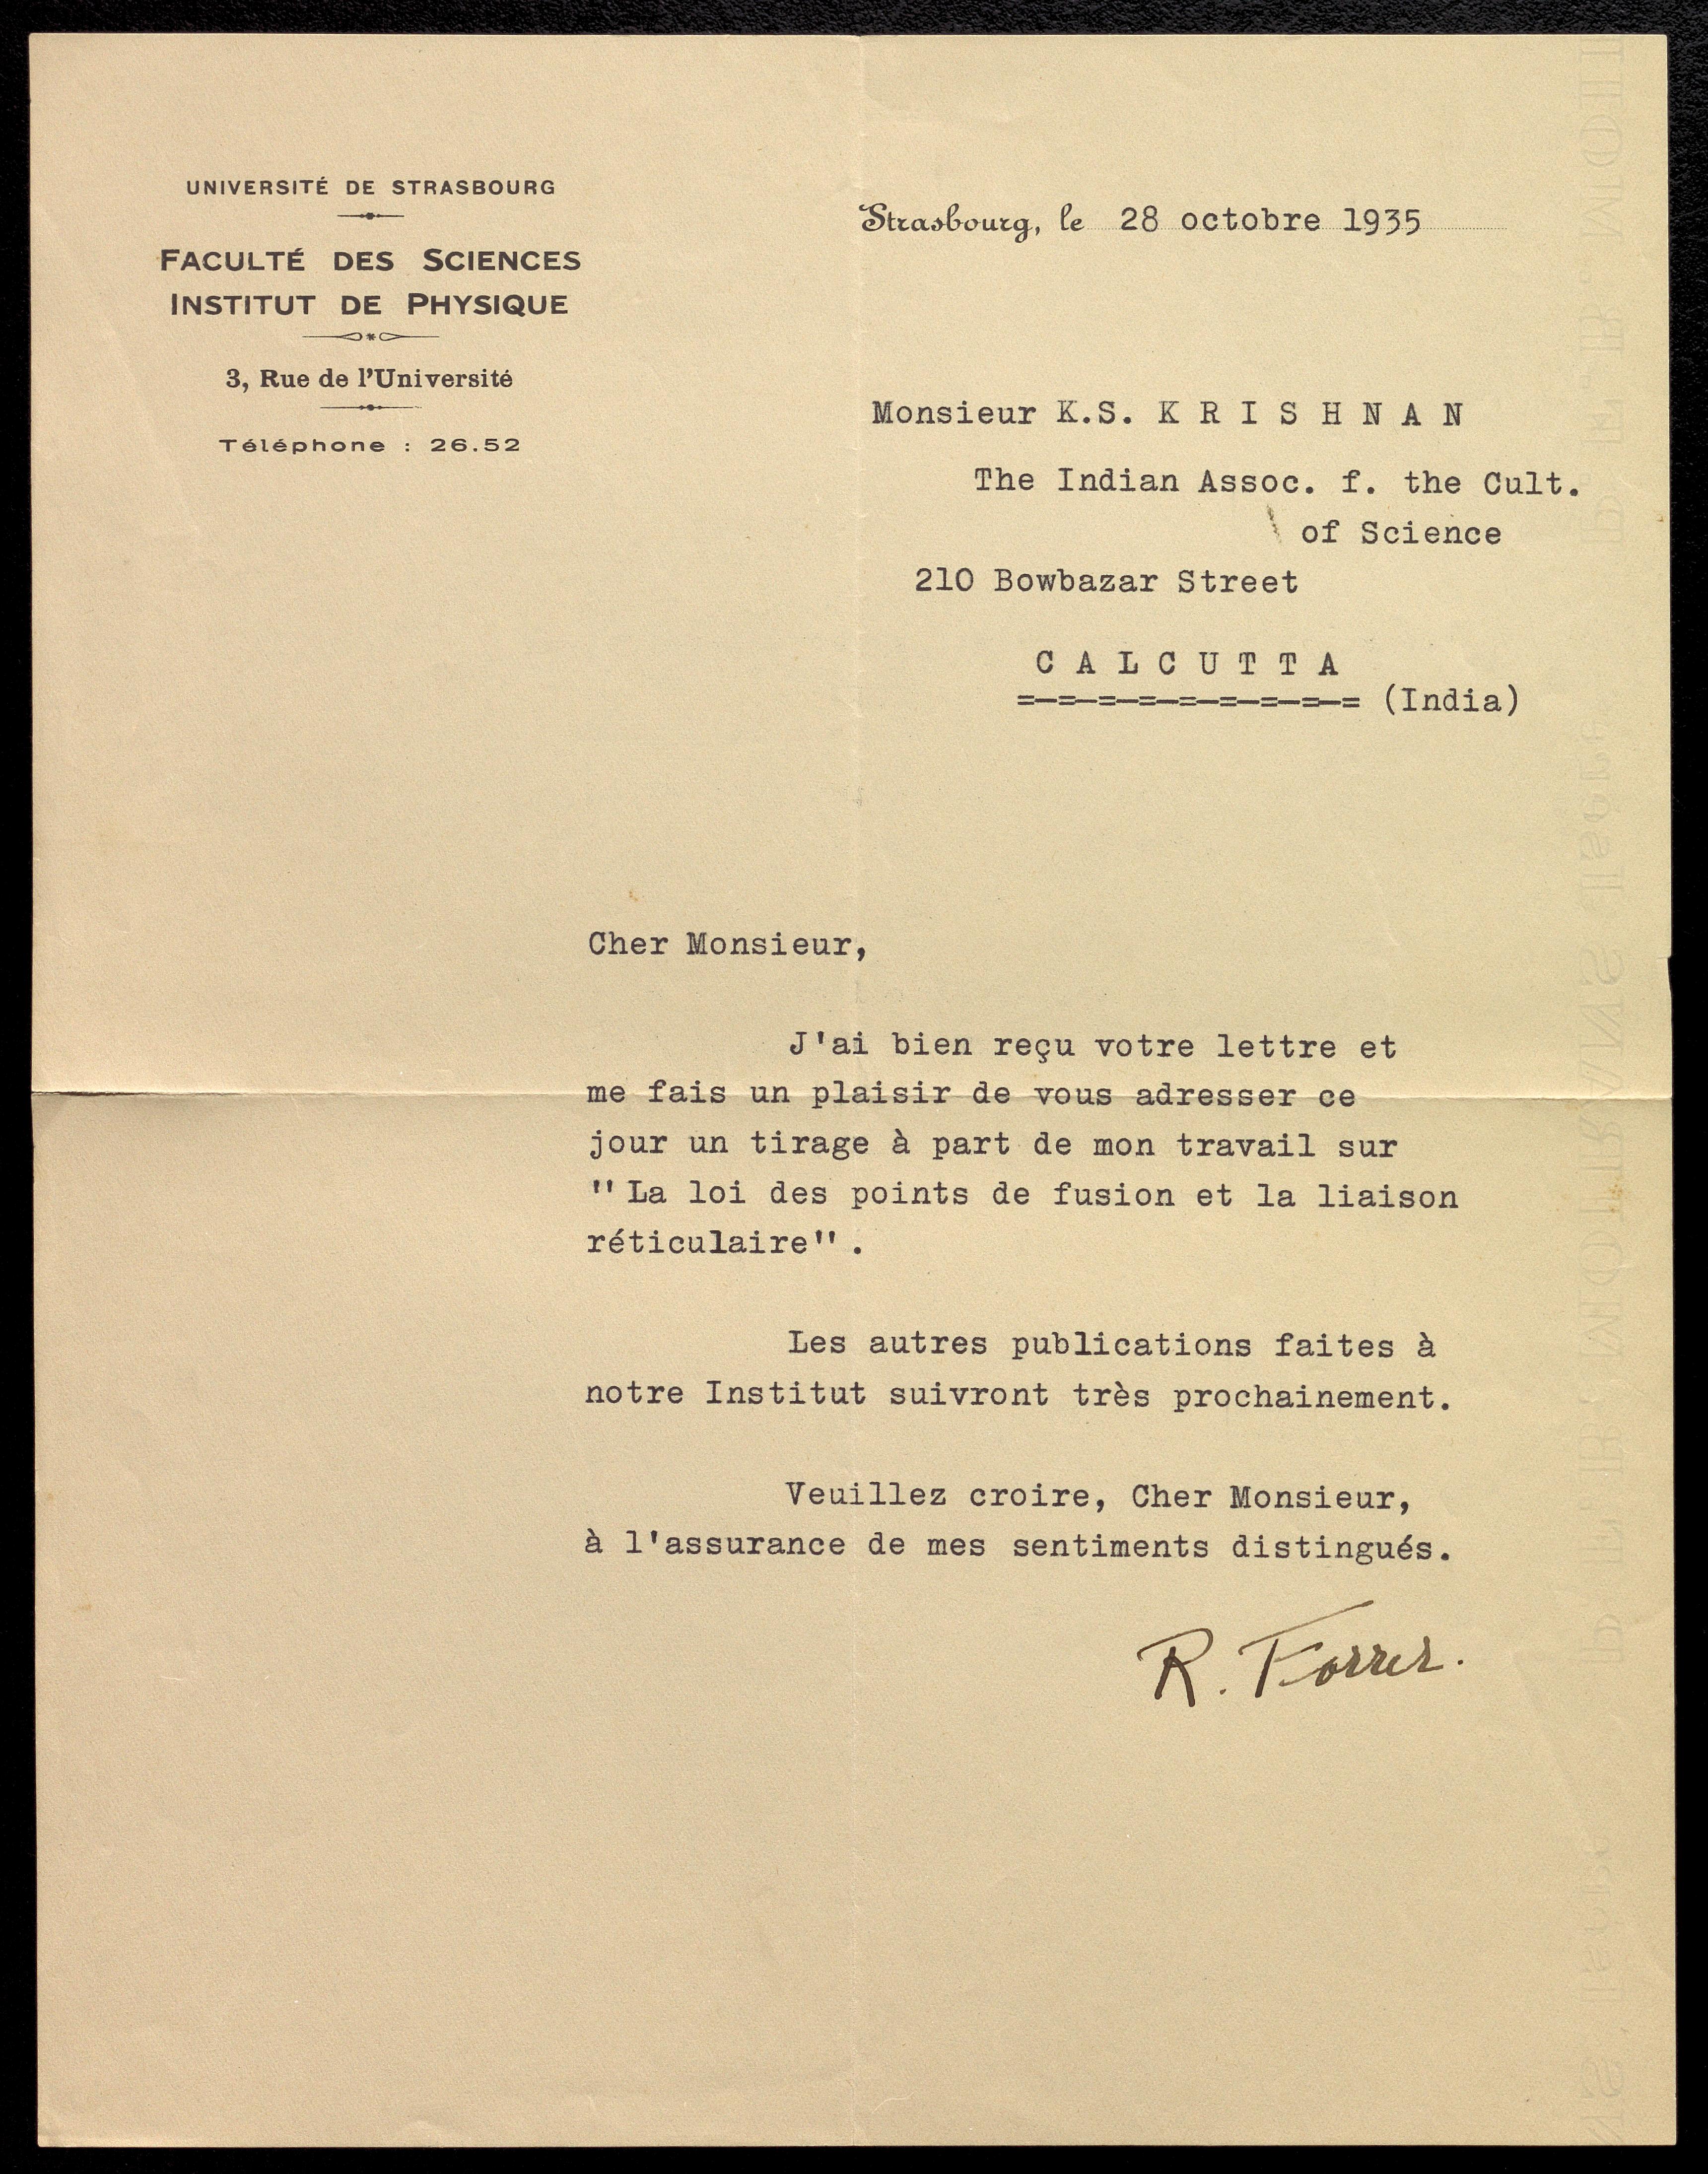 UNIVERSITÉ DE STRASBOURG
FACULTÉ DES SCIENCES
INSTITUT DE PHYSIQUE
3, Rue de l'Université
Téléphone : 26.52
Strasbourg, le 28 octobre 1935
Monsieur K.S. K R I S H N A N
The Indian Assoc. f. the Cult.
of Science
210 Bowbazar Street
C A L C U T T A
=-=-=-=-=-=-=-=-= (India)
Cher Monsieur,
J'ai bien reçu votre lettre et
me fais un plaisir de vous adresser ce
jour un tirage à part de mon travail sur
" La loi des points de fusion et la liaison
réticulaire" .
Les autres publications faites à
notre Institut suivront très prochainement.
Veuillez croire, Cher Monsieur,
à l'assurance de mes sentiments distingués.
R. Forrer.